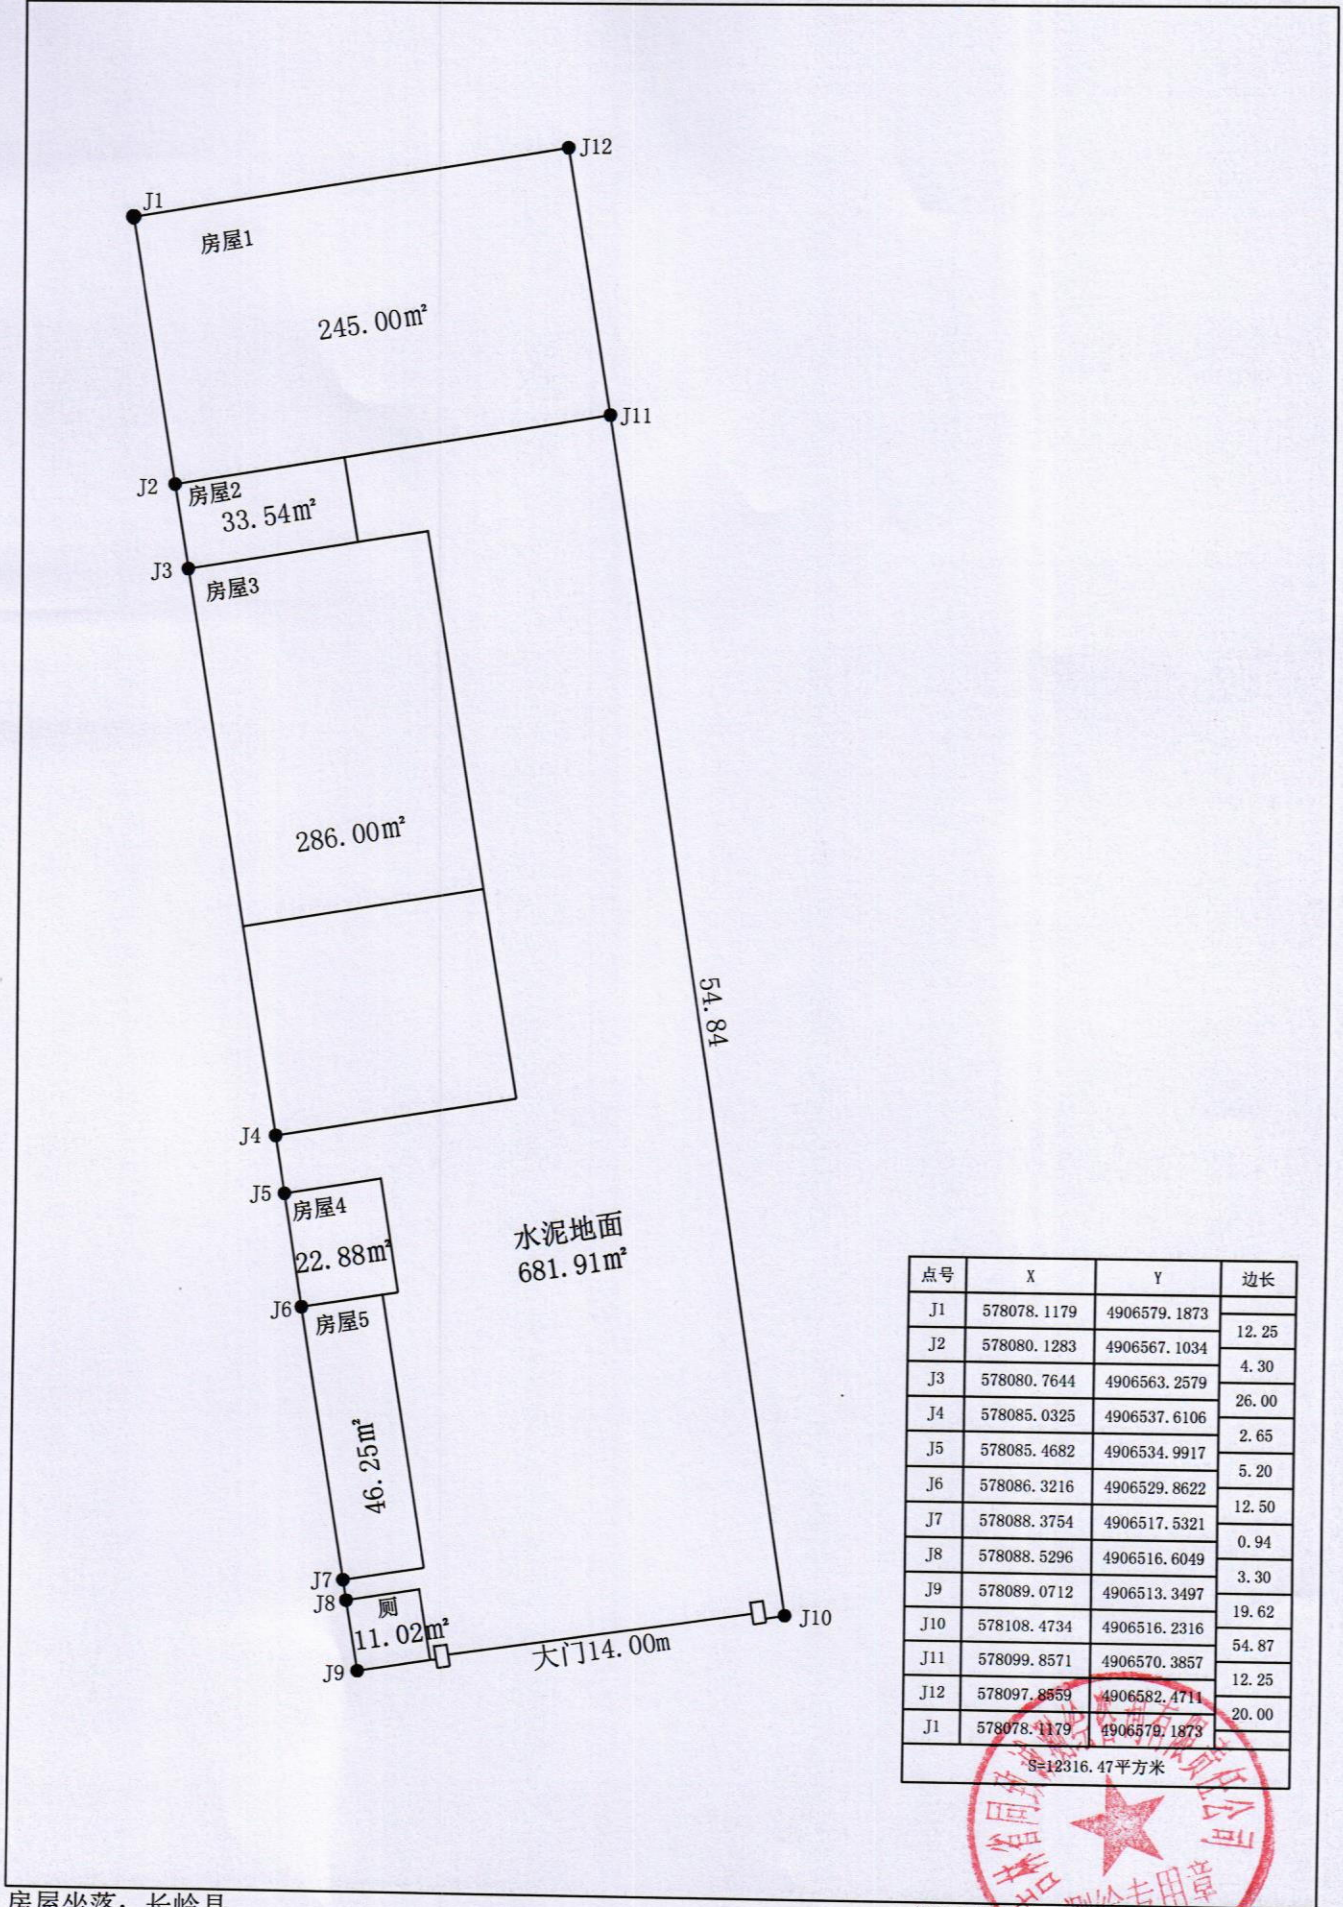 J12
J1
房屋1
245.00m²
J11
J2
房屋2
33.54m²
J3
房屋3
286.00m²
54.84
J4
J5
房屋4
22.88m²
水泥地面
681.91m²
J6
房屋5
46.25m²
J7
J8
厕
11.02m²
大门14.00m
J10
J9
点号 X Y 边长
J1 578078.1179 4906579.1873
12.25
J2 578080.1283 4906567.1034
4.30
J3 578080.7644 4906563.2579
26.00
J4 578085.0325 4906537.6106
2.65
J5 578085.4682 4906534.9917
5.20
J6 578086.3216 4906529.8622
12.50
J7 578088.3754 4906517.5321
0.94
J8 578088.5296 4906516.6049
3.30
J9 578089.0712 4906513.3497
19.62
J10 578108.4734 4906516.2316
54.87
J11 578099.8571 4906570.3857
12.25
J12 578097.8559 4906582.4711
20.00
J1 578078.1179 4906579.1873
S=12316.47平方米
测绘专用章
房屋坐落：长岭县